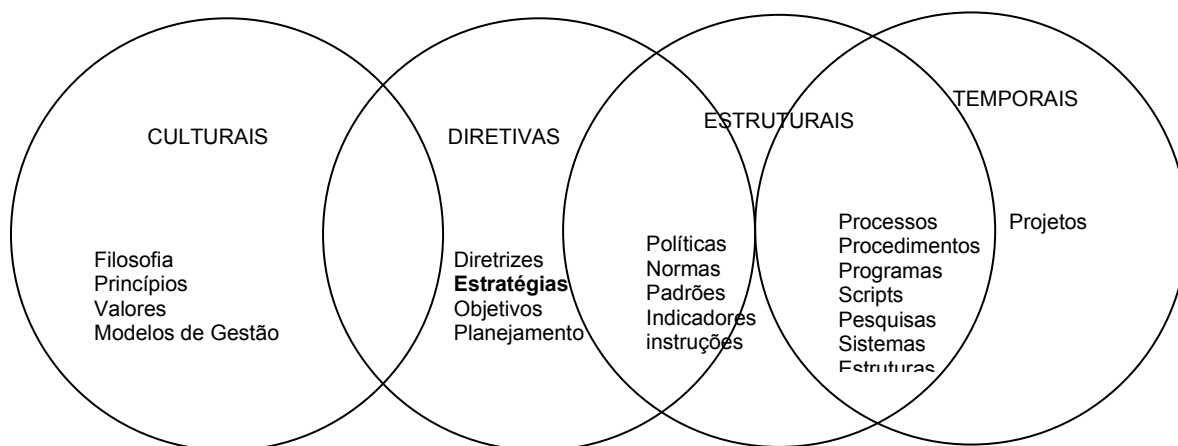 CULTURAIS
DIRETIVAS
ESTRUTURAIS
TEMPORAIS
Filosofia
Princípios
Valores
Modelos de Gestão
Diretrizes
Estratégias
Objetivos
Planejamento
Políticas
Normas
Padrões
Indicadores
instruções
Processos
Procedimentos
Programas
Scripts
Pesquisas
Sistemas
Estruturas
Projetos